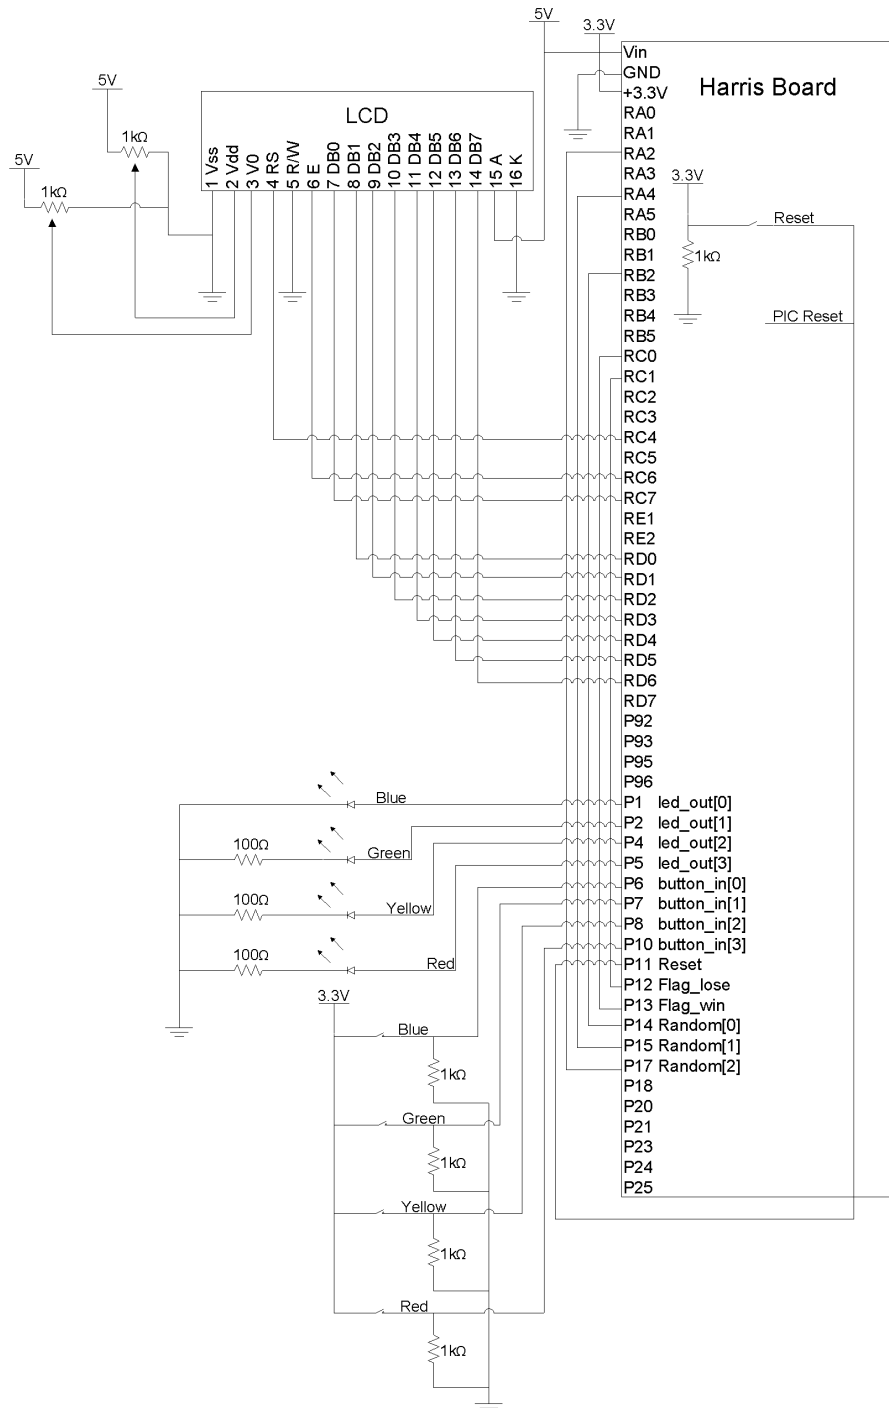 5V
3.3V
Harris Board
Vin
GND
+3.3V
RA0
RA1
RA2
RA3
RA4
RA5
RB0
RB1
RB2
RB3
RB4
RB5
RC0
RC1
RC2
RC3
RC4
RC5
RC6
RC7
RE1
RE2
RD0
RD1
RD2
RD3
RD4
RD5
RD6
RD7
P92
P93
P95
P96
P1 led_out[0]
P2 led_out[1]
P4 led_out[2]
P5 led_out[3]
P6 button_in[0]
P7 button_in[1]
P8 button_in[2]
P10 button_in[3]
P11 Reset
P12 Flag_lose
P13 Flag_win
P14 Random[0]
P15 Random[1]
P17 Random[2]
P18
P20
P21
P23
P24
P25
3.3V
Reset
1kΩ
PIC Reset
5V
1kΩ
5V
1kΩ
LCD
1 Vss
2 Vdd
3 V0
4 RS
5 R/W
6 E
7 DB0
8 DB1
9 DB2
10 DB3
11 DB4
12 DB5
13 DB6
14 DB7
15 A
16 K
Blue
100Ω
Green
100Ω
Yellow
100Ω
Red
3.3V
Blue
1kΩ
Green
1kΩ
Yellow
1kΩ
Red
1kΩ